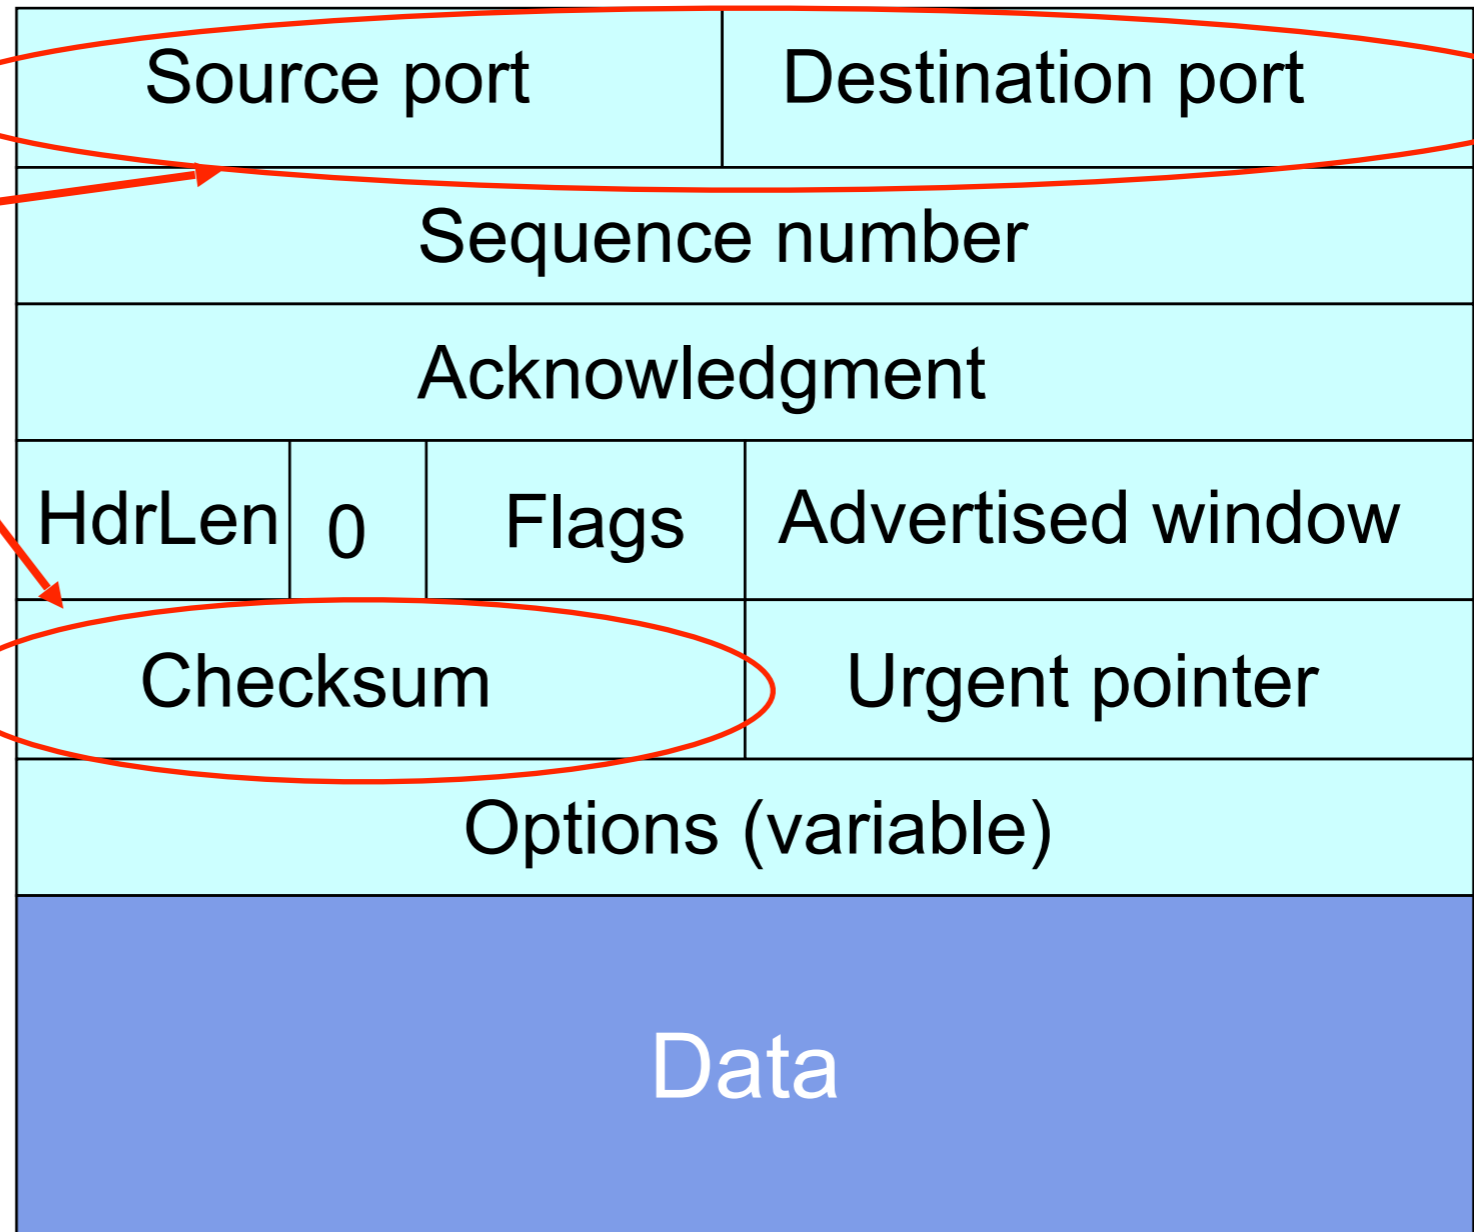 Source port Destination port
Sequence number
Acknowledgment
HdrLen 0 Flags Advertised window
Checksum Urgent pointer
Options (variable)
Data